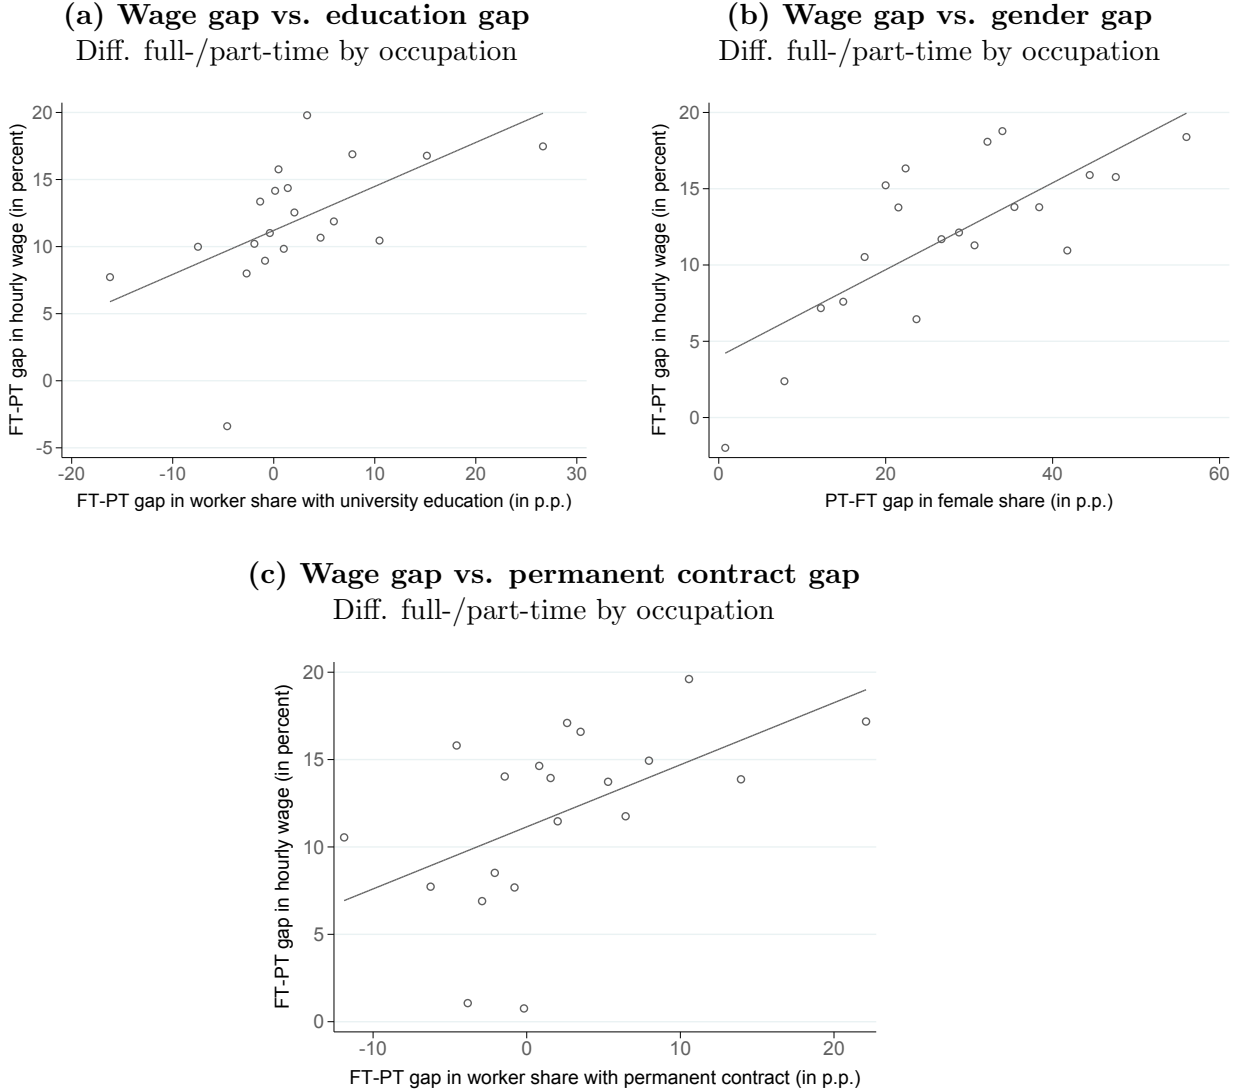 (a) Wage gap vs. education gap
Diff. full-/part-time by occupation
FT-PT gap in hourly wage (in percent)
20
15
10
5
0
-5
-20 -10 0 10 20 30
FT-PT gap in worker share with university education (in p.p.)
(b) Wage gap vs. gender gap
Diff. full-/part-time by occupation
FT-PT gap in hourly wage (in percent)
20
15
10
5
0
0 20 40 60
PT-FT gap in female share (in p.p.)
(c) Wage gap vs. permanent contract gap
Diff. full-/part-time by occupation
FT-PT gap in hourly wage (in percent)
20
15
10
5
0
-10 0 10 20
FT-PT gap in worker share with permanent contract (in p.p.)